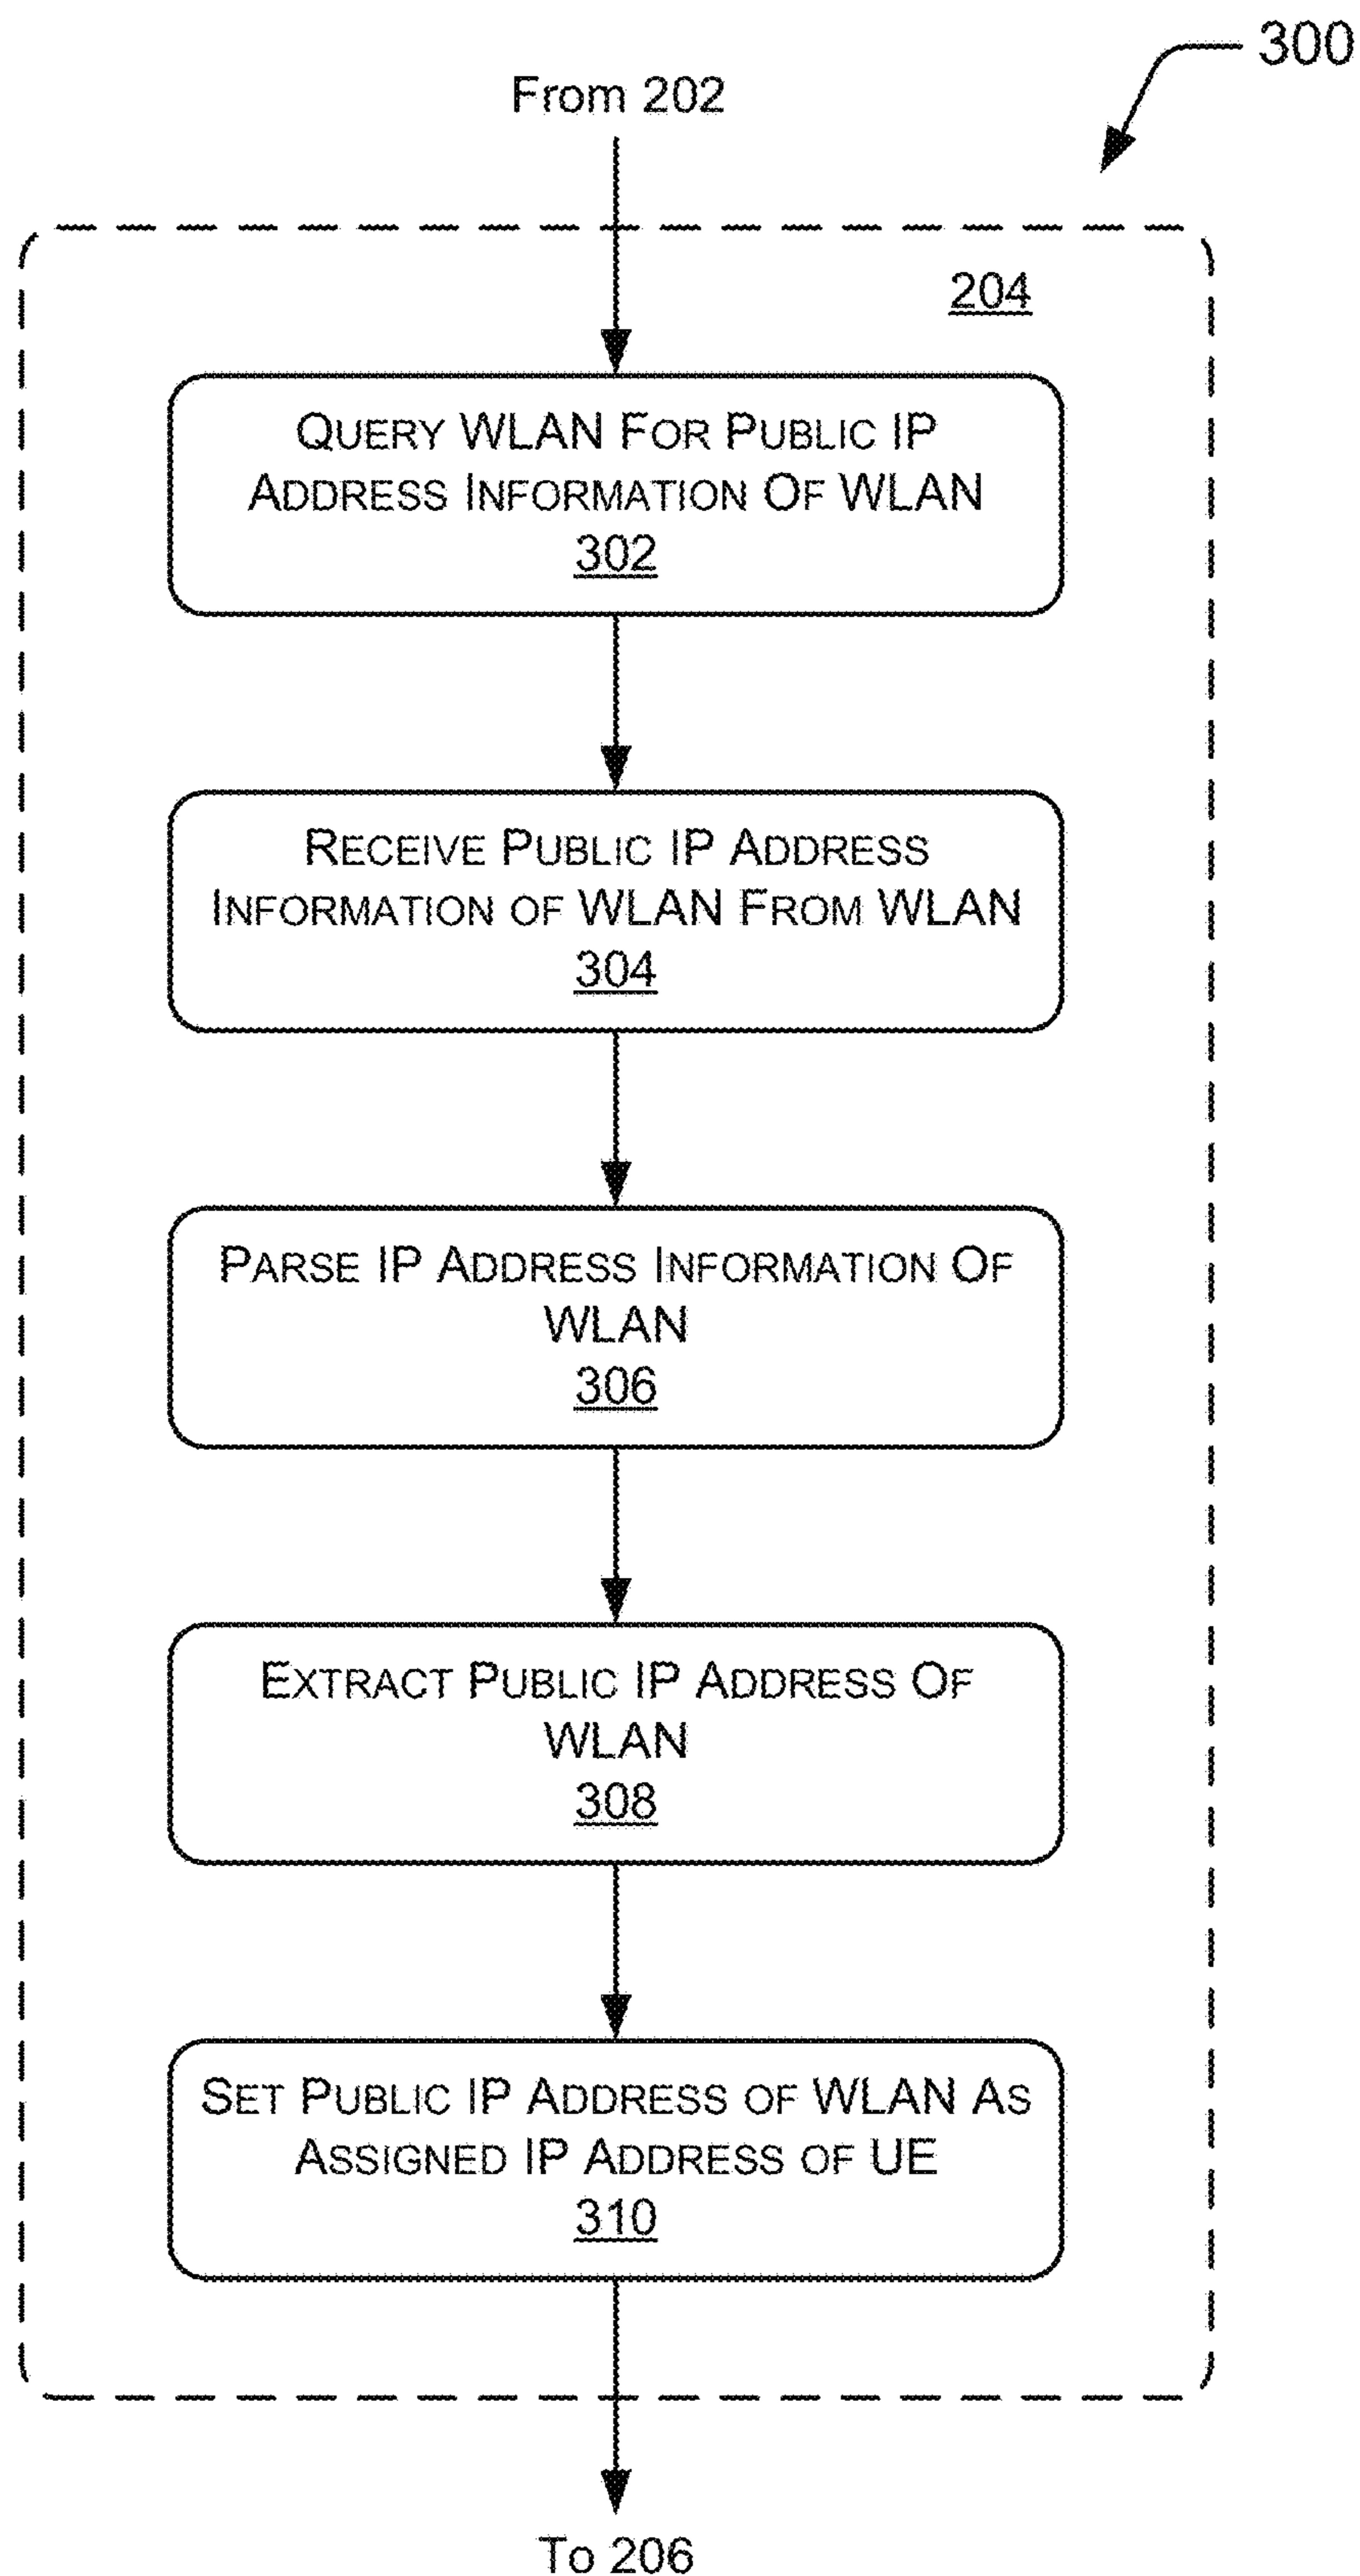 300
From 202
204
QUERY WLAN FOR PUBLIC IP
ADDRESS INFORMATION OF WLAN
302
RECEIVE PUBLIC IP ADDRESS
INFORMATION OF WLAN FROM WLAN
304
PARSE IP ADDRESS INFORMATION OF
WLAN
306
EXTRACT PUBLIC IP ADDRESS OF
WLAN
308
SET PUBLIC IP ADDRESS OF WLAN AS
ASSIGNED IP ADDRESS OF UE
310
To 206